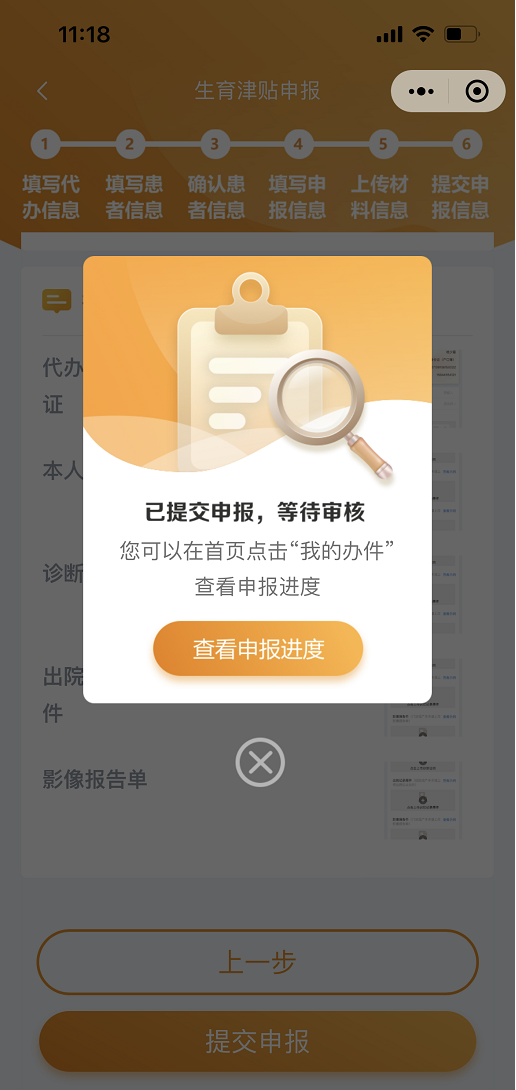 11:18
生育津贴申报
1 2 3 4 5 6
填写代办信息 填写患者信息 确认患者信息 填写申报信息 上传材料信息 提交申报信息
代办
证
本人
诊断
出院
件
影像报告单
已提交申报，等待审核
您可以在首页点击“我的办件”
查看申报进度
查看申报进度
上一步
提交申报